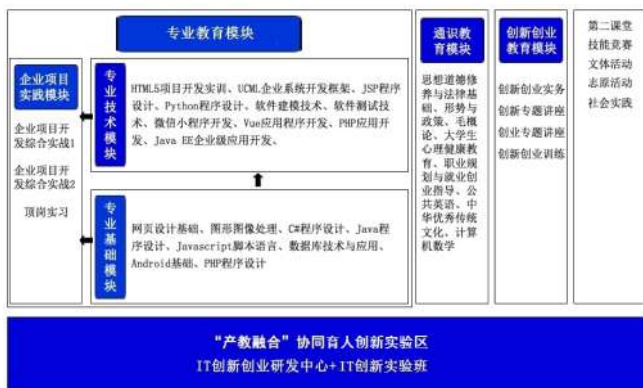 专业教育模块
企业项目
实践模块
企业项目开
发综合实战1
企业项目开
发综合实战2
顶岗实习
专业技术模块
HTML5项目开发实训、UCML企业系统开发框架、JSP程序
设计、Python程序设计、软件建模技术、软件测试技
术、微信小程序开发、Vue应用程序开发、PHP应用开
发、Java EE企业级应用开发、
专业基础模块
网页设计基础、图形图像处理、C#程序设计、Java程
序设计、Javascript脚本语言、数据库技术与应用、
Android基础、PHP程序设计
通识教
育模块
思想道德修
养与法律基
础、形势与
政策、毛概
论、大学生
心理健康教
育、职业规
划与就业创
业指导、公
共英语、中
华优秀传统
文化、计算
机数学
创新创业
教育模块
创新创业实务
创新专题讲座
创业专题讲座
创新创业训练
第二课堂
技能竞赛
文体活动
志愿活动
社会实践
“产教融合”协同育人创新实验区
IT创新创业研发中心+IT创新实验班